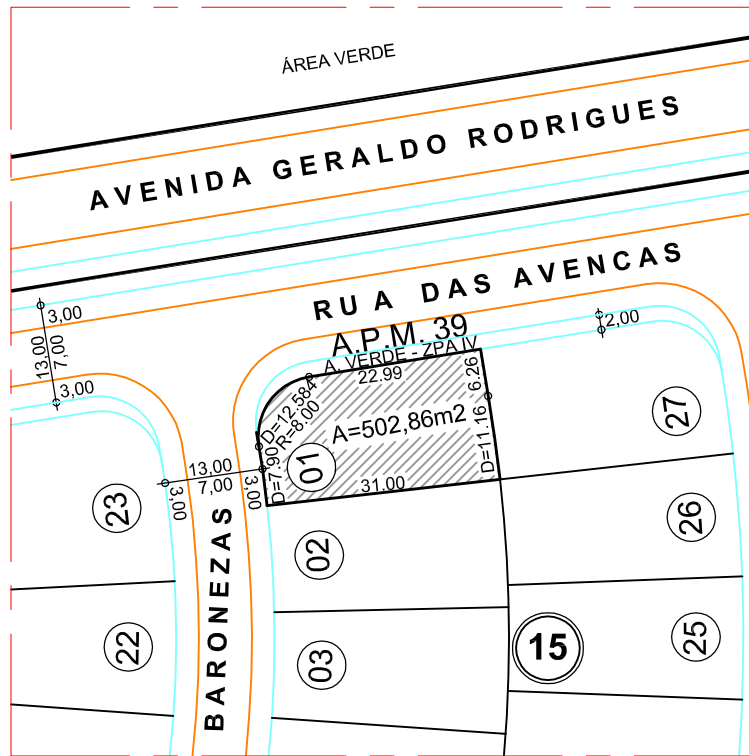 ÁREA VERDE
AVENIDA GERALDO RODRIGUES
RUA DAS AVENCAS
3,00
13,00
7,00
3,00
A.P.M. 39
A. VERDE - ZPA IV
22.99
2,00
6.26
D=12.584
R=8.00
A=502,86m2
D=11.16
27
01
D=7.90
13,00
7,00
3,00
3,00
31.00
23
02
26
BARONEZAS
22
03
15
25